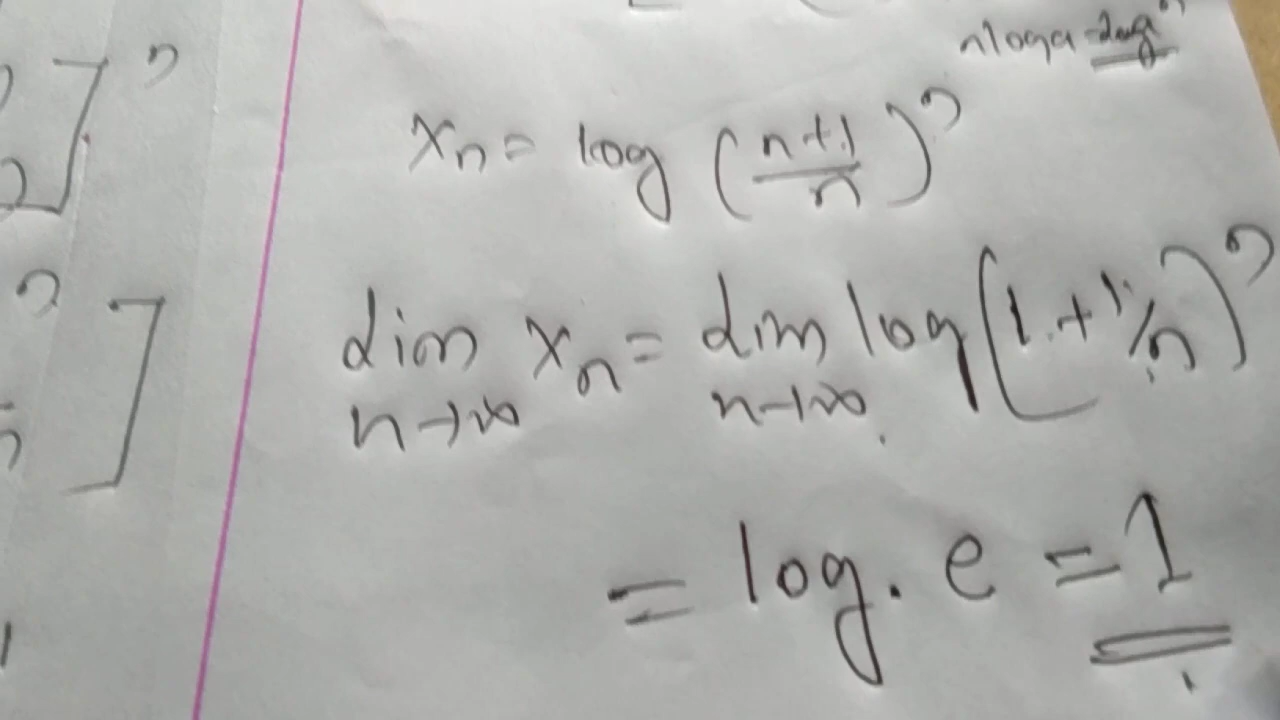 n log a = log aⁿ
xₙ = log (n+1/n)ⁿ
lim n→∞ xₙ = lim n→∞ log (1 + 1/n)ⁿ
= log. e = 1